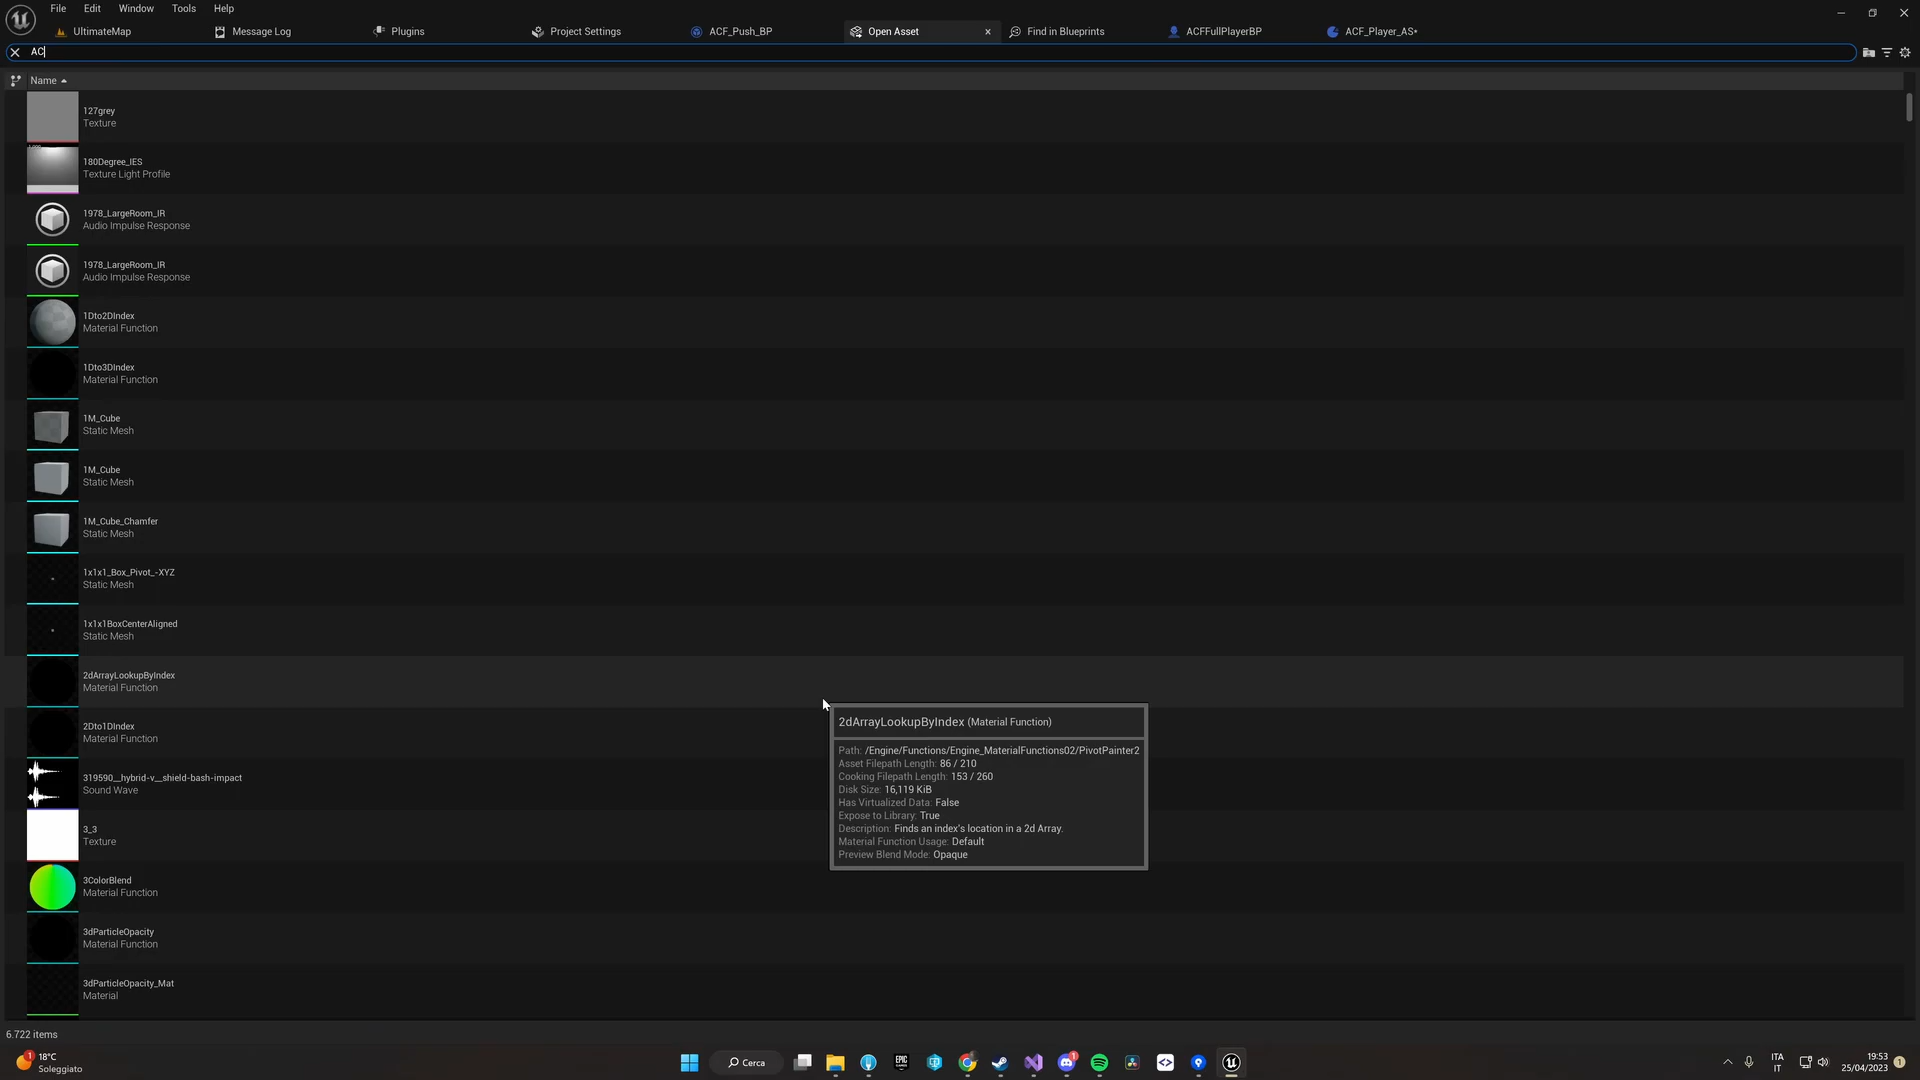 File Edit Window Tools Help
UltimateMap Message Log Plugins Project Settings ACF_Push_BP Open Asset Find in Blueprints ACFFullPlayerBP ACF_Player_AS*
AC
Name
127grey
Texture
180Degree_IES
Texture Light Profile
1978_LargeRoom_IR
Audio Impulse Response
1978_LargeRoom_IR
Audio Impulse Response
1Dto2DIndex
Material Function
1Dto3DIndex
Material Function
1M_Cube
Static Mesh
1M_Cube
Static Mesh
1M_Cube_Chamfer
Static Mesh
1x1x1_Box_Pivot_-XYZ
Static Mesh
1x1x1BoxCenterAligned
Static Mesh
2dArrayLookupByIndex
Material Function
2Dto1DIndex
Material Function
319590__hybrid-v__shield-bash-impact
Sound Wave
3_3
Texture
3ColorBlend
Material Function
3dParticleOpacity
Material Function
3dParticleOpacity_Mat
Material
2dArrayLookupByIndex (Material Function)
Path: /Engine/Functions/Engine_MaterialFunctions02/PivotPainter2
Asset Filepath Length: 86 / 210
Cooking Filepath Length: 153 / 260
Disk Size: 16,119 KiB
Has Virtualized Data: False
Expose to Library: True
Description: Finds an index's location in a 2d Array.
Material Function Usage: Default
Preview Blend Mode: Opaque
6.722 items
1
18°C
Soleggiato
Cerca
EPIC
1
ITA
IT
19:53
25/04/2023
1